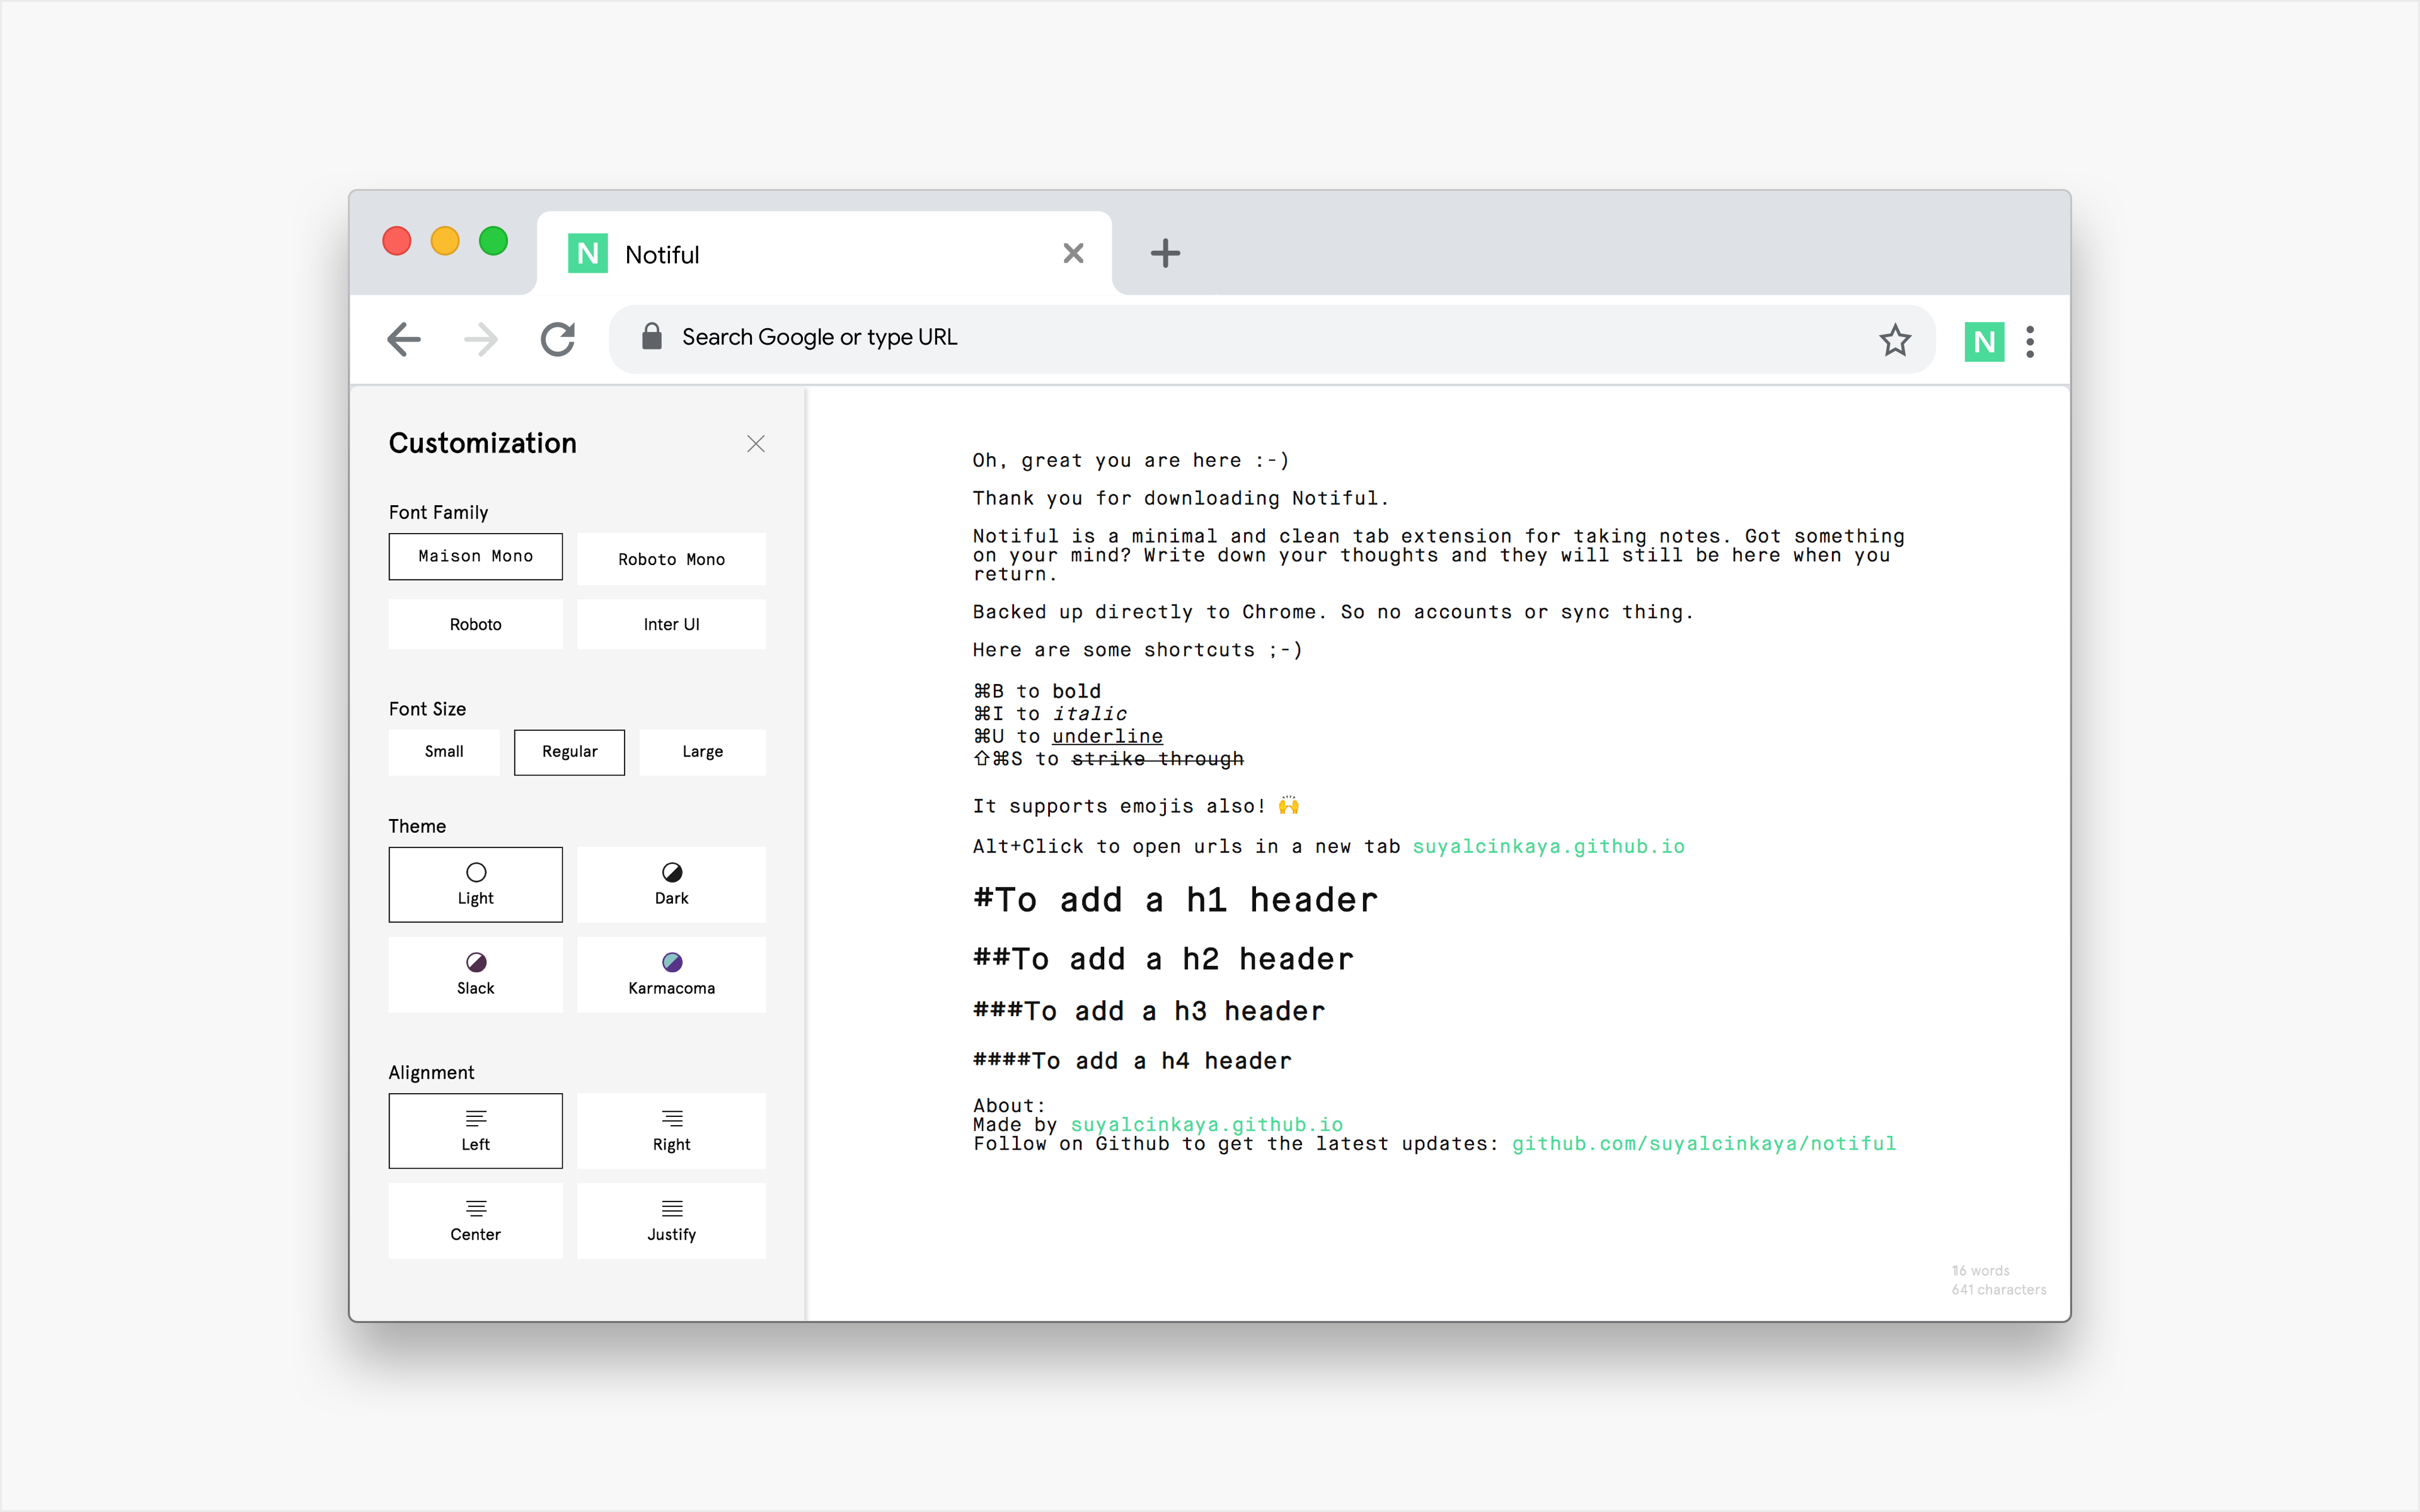 N Notiful
Search Google or type URL
N
Customization
Font Family
Maison Mono
Roboto Mono
Roboto
Inter UI
Font Size
Small
Regular
Large
Theme
Light
Dark
Slack
Karmacoma
Alignment
Left
Right
Center
Justify
Oh, great you are here :-)
Thank you for downloading Notiful.
Notiful is a minimal and clean tab extension for taking notes. Got something
on your mind? Write down your thoughts and they will still be here when you
return.
Backed up directly to Chrome. So no accounts or sync thing.
Here are some shortcuts ;-)
⌘B to bold
⌘I to italic
⌘U to underline
⇧⌘S to strike through
It supports emojis also! 🙌
Alt+Click to open urls in a new tab suyalcinkaya.github.io
#To add a h1 header
##To add a h2 header
###To add a h3 header
####To add a h4 header
About:
Made by suyalcinkaya.github.io
Follow on Github to get the latest updates: github.com/suyalcinkaya/notiful
words
641 characters